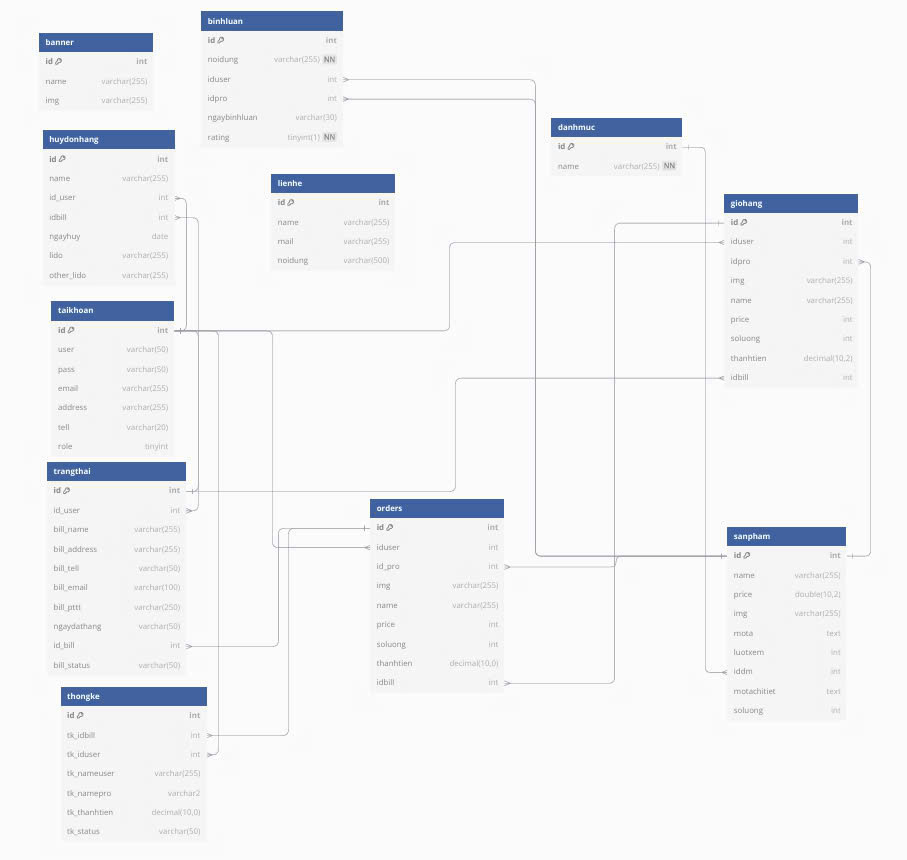 banner
id int
name varchar(255)
img varchar(255)
binhluan
id int
noidung varchar(255) NN
iduser int
idpro int
ngaybinhluan varchar(30)
rating tinyint(1) NN
huydonhang
id int
name varchar(255)
id_user int
idbill int
ngayhuy date
lido varchar(255)
other_lido varchar(255)
lienhe
id int
name varchar(255)
mail varchar(255)
noidung varchar(500)
danhmuc
id int
name varchar(255) NN
giohang
id int
iduser int
idpro int
img varchar(255)
name varchar(255)
price int
soluong int
thanhtien decimal(10,2)
idbill int
taikhoan
id int
user varchar(50)
pass varchar(50)
email varchar(255)
address varchar(255)
tell varchar(20)
role tinyint
trangthai
id int
id_user int
bill_name varchar(255)
bill_address varchar(255)
bill_tell varchar(50)
bill_email varchar(100)
bill_pttt varchar(250)
ngaydathang varchar(50)
id_bill int
bill_status varchar(50)
orders
id int
iduser int
id_pro int
img varchar(255)
name varchar(255)
price int
soluong int
thanhtien decimal(10,0)
idbill int
sanpham
id int
name varchar(255)
price double(10,2)
img varchar(255)
mota text
luotxem int
iddm int
motachitiet text
soluong int
thongke
id int
tk_idbill int
tk_iduser int
tk_nameuser varchar(255)
tk_namepro varchar2
tk_thanhtien decimal(10,0)
tk_status varchar(50)